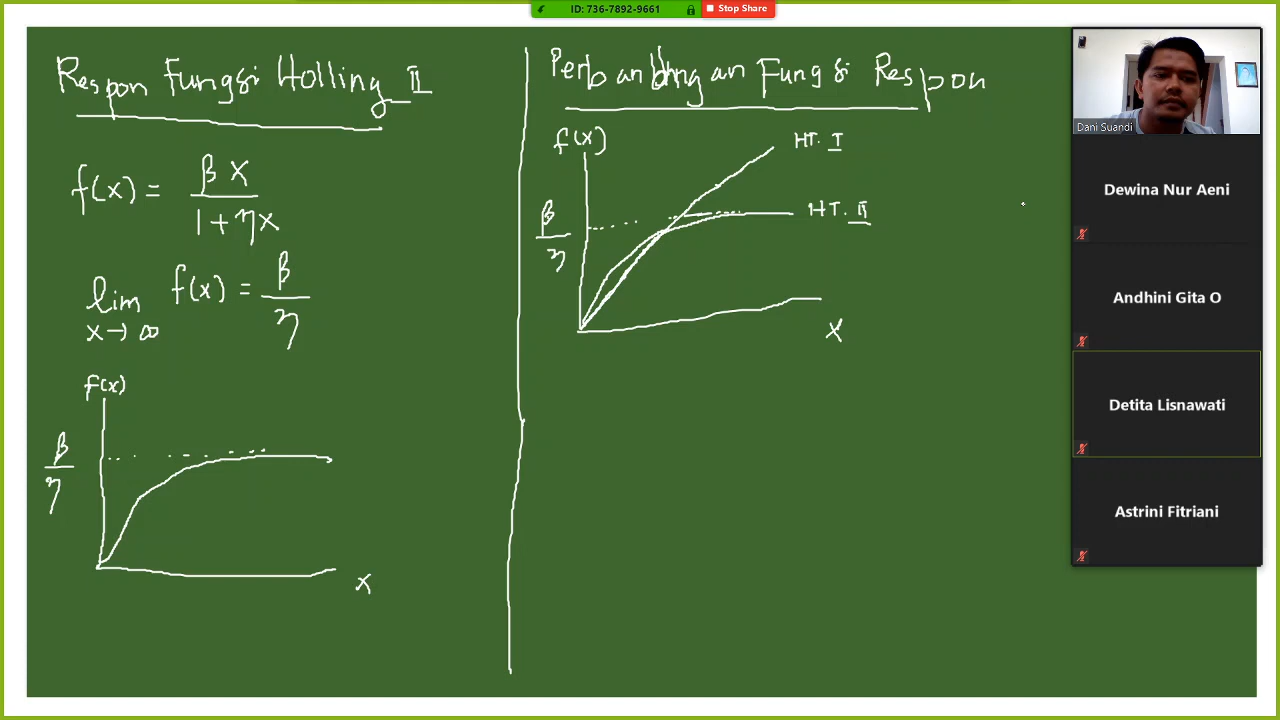 ID: 736-7892-9661
Stop Share
Respon Fungsi Holling II
f(x) = βx / 1+ηx
lim x→∞ f(x) = β/η
f(x)
β/η
x
Perbandingan Fungsi Respon
f(x)
HT. I
β/η
HT. II
x
Dani Suandi
Dewina Nur Aeni
Andhini Gita O
Detita Lisnawati
Astrini Fitriani